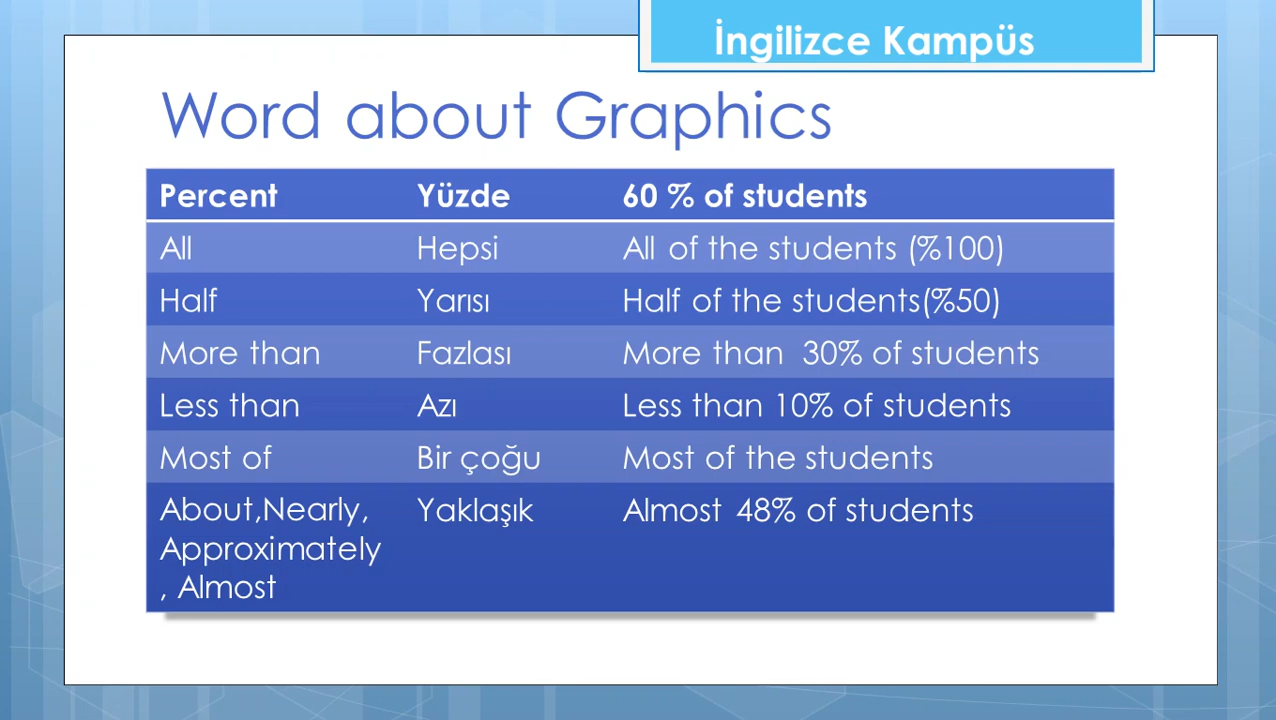 İngilizce Kampüs
Word about Graphics
Percent Yüzde 60 % of students
All Hepsi All of the students (%100)
Half Yarısı Half of the students(%50)
More than Fazlası More than 30% of students
Less than Azı Less than 10% of students
Most of Bir çoğu Most of the students
About,Nearly, Yaklaşık Almost 48% of students
Approximately
, Almost